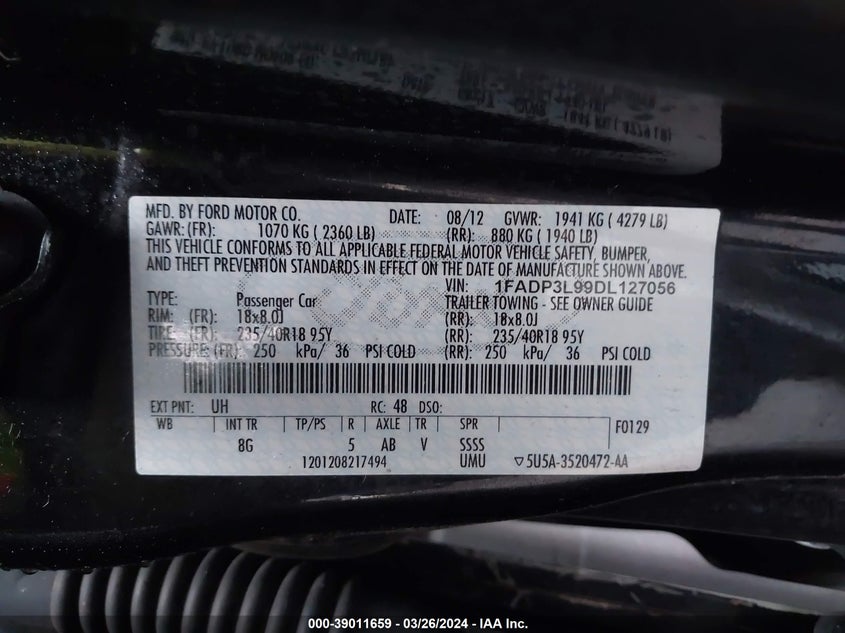 MFD. BY FORD MOTOR CO. DATE: 08/12 GVWR: 1941 KG ( 4279 LB)
GAWR: (FR): 1070 KG ( 2360 LB) (RR): 880 KG ( 1940 LB)
THIS VEHICLE CONFORMS TO ALL APPLICABLE FEDERAL MOTOR VEHICLE SAFETY, BUMPER,
AND THEFT PREVENTION STANDARDS IN EFFECT ON THE DATE OF MANUFACTURE SHOWN ABOVE.
VIN: 1FADP3L99DL127056
TYPE: Passenger Car TRAILER TOWING - SEE OWNER GUIDE
RIM: (FR): 18x8.0J (RR): 18x8.0J
TIRE: (FR): 235/40R18 95Y (RR): 235/40R18 95Y
PRESSURE: (FR): 250 kPa/ 36 PSI COLD (RR): 250 kPa/ 36 PSI COLD
EXT PNT: UH RC: 48 DSO:
WB INT TR TP/PS R AXLE TR SPR F0129
8G 5 AB V SSSS
1201208217494 UMU ▽5U5A-3520472-AA
000-39011659 - 03/26/2024 - IAA Inc.